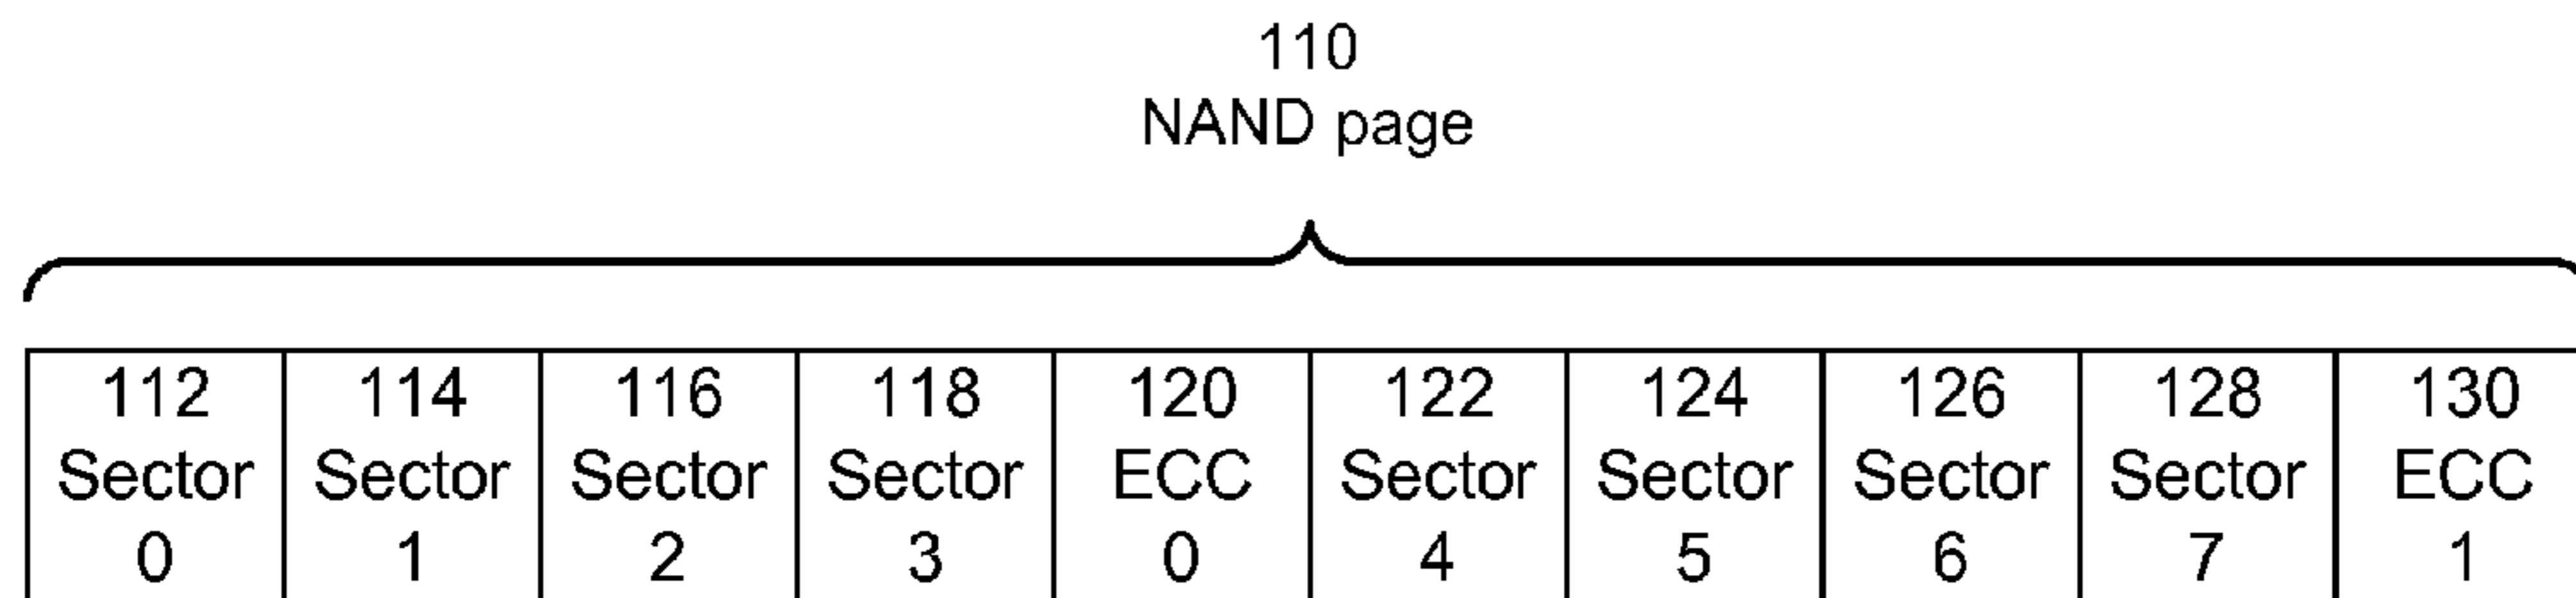 110
NAND page
112 114 116 118 120 122 124 126 128 130
Sector Sector Sector Sector ECC Sector Sector Sector Sector ECC
0 1 2 3 0 4 5 6 7 1